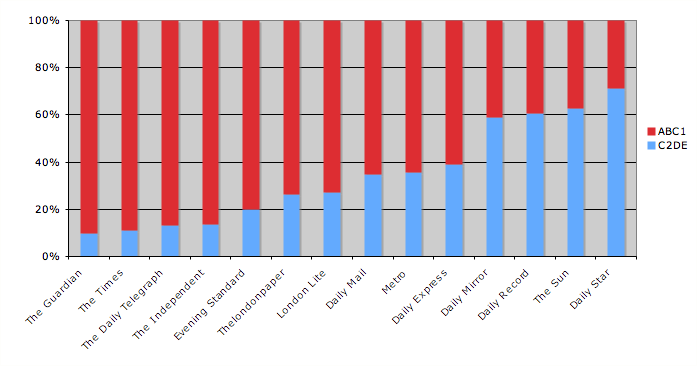 100%
80%
60%
40%
20%
0%
ABC1
C2DE
The Guardian
The Times
The Daily Telegraph
The Independent
Evening Standard
Thelondonpaper
London Lite
Daily Mail
Metro
Daily Express
Daily Mirror
Daily Record
The Sun
Daily Star